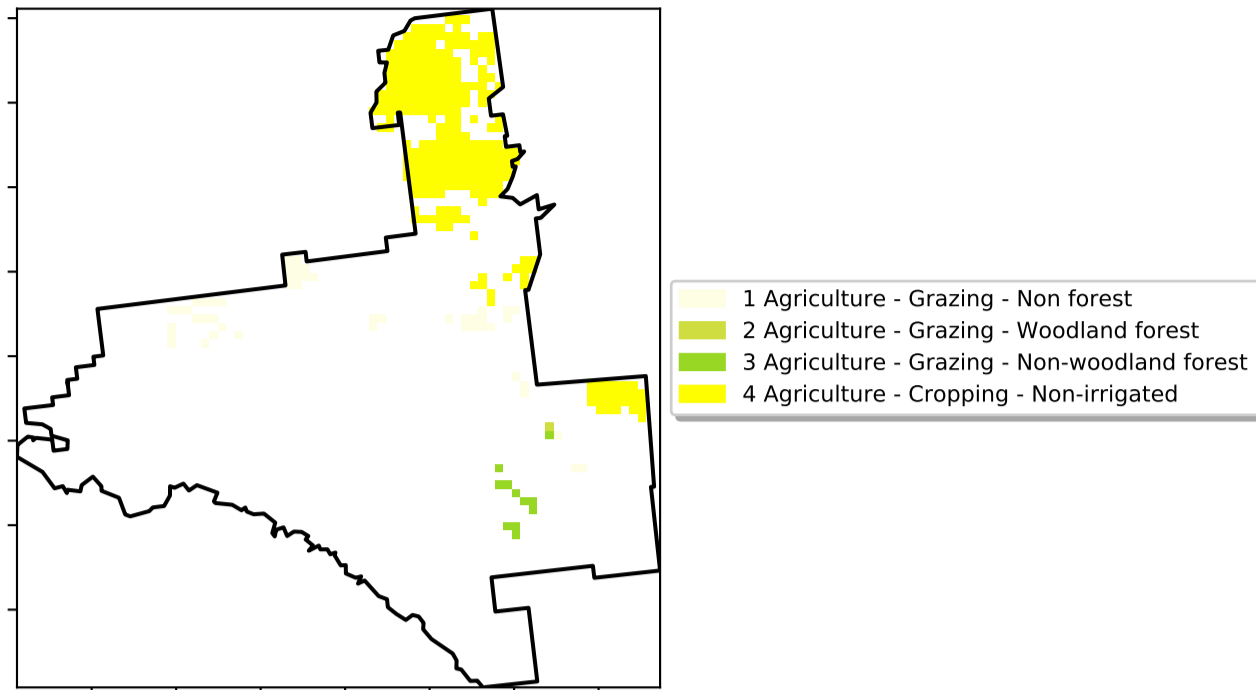 1 Agriculture - Grazing - Non forest
2 Agriculture - Grazing - Woodland forest
3 Agriculture - Grazing - Non-woodland forest
4 Agriculture - Cropping - Non-irrigated